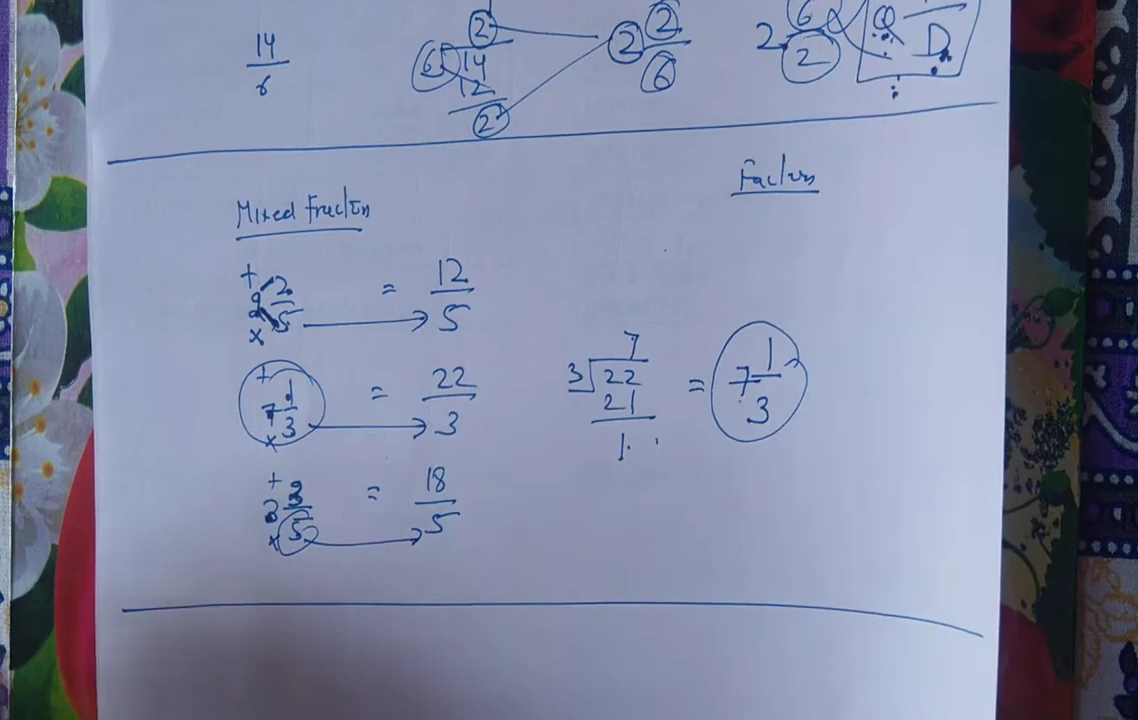 14/6
2
6 14
12
2
2 2/6
2 6/2
Q D
Factors
Mixed Fraction
+ 2 2/5 × = 12/5
+ 7 1/3 × = 22/3
7
3 22 = 7 1/3
21
1
+ 3 3/5 × = 18/5